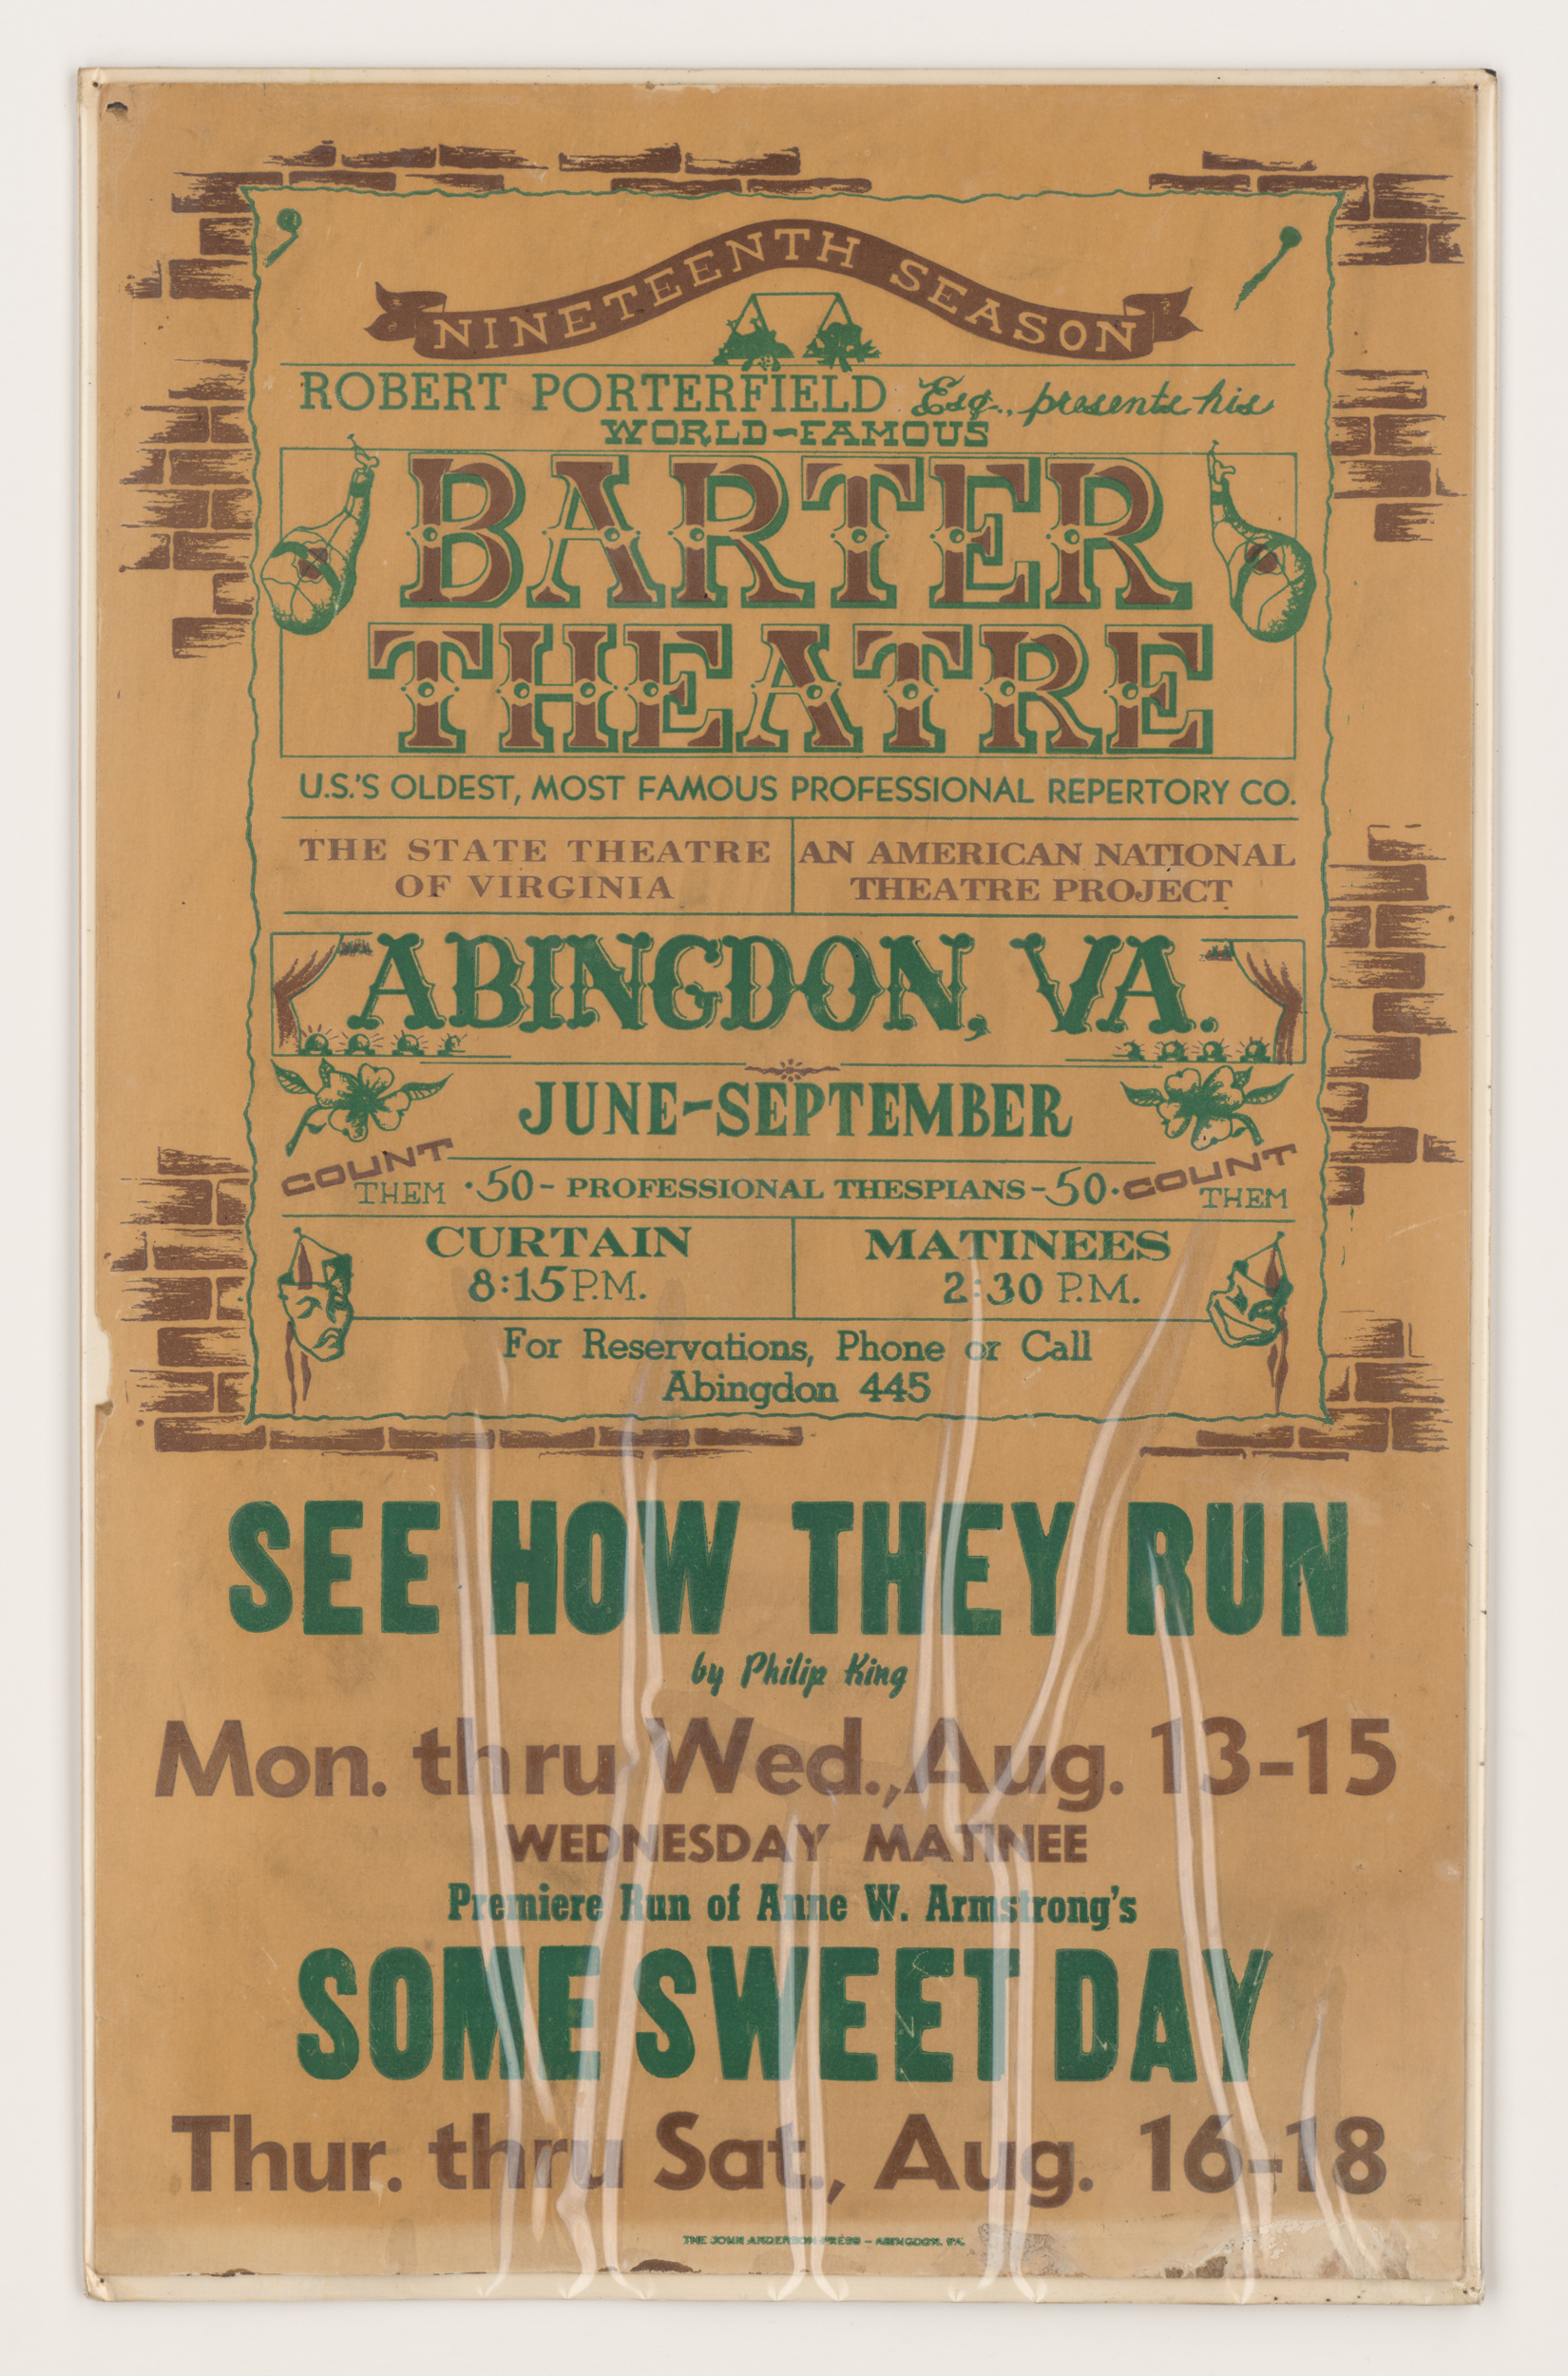 NINETEENTH SEASON
ROBERT PORTERFIELD Esq., presents his
WORLD-FAMOUS
BARTER
THEATRE
U.S.'S OLDEST, MOST FAMOUS PROFESSIONAL REPERTORY CO.
THE STATE THEATRE
OF VIRGINIA
AN AMERICAN NATIONAL
THEATRE PROJECT
ABINGDON, VA.
JUNE-SEPTEMBER
COUNT THEM ·50- PROFESSIONAL THESPIANS -50· COUNT THEM
CURTAIN
8:15 P.M.
MATINEES
2:30 P.M.
For Reservations, Phone or Call
Abingdon 445
SEE HOW THEY RUN
by Philip King
Mon. thru Wed., Aug. 13-15
WEDNESDAY MATINEE
Premiere Run of Anne W. Armstrong's
SOME SWEET DAY
Thur. thru Sat., Aug. 16-18
THE JOHN ANDERSON PRESS - ABINGDON, VA.